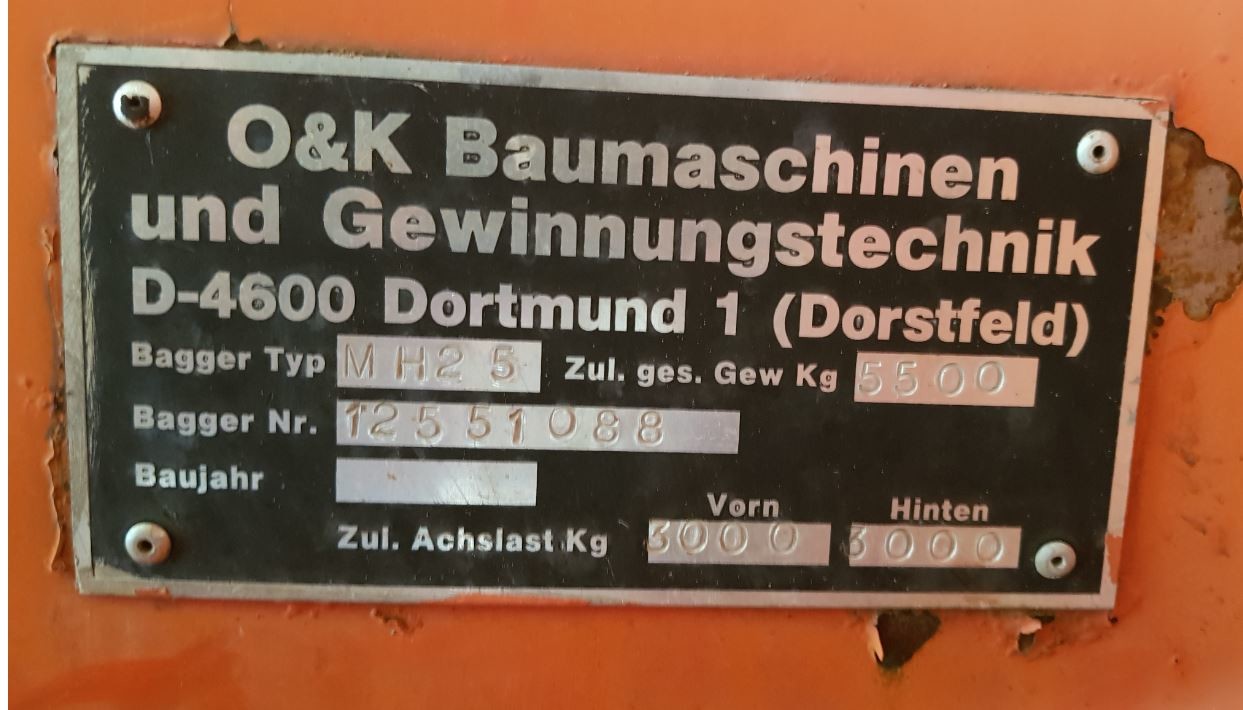 O&K Baumaschinen
und Gewinnungstechnik
D-4600 Dortmund 1 (Dorstfeld)
Bagger Typ MH25 Zul. ges. Gew Kg 5500
Bagger Nr. 12551088
Baujahr
Vorn Hinten
Zul. Achslast Kg 3000 3000